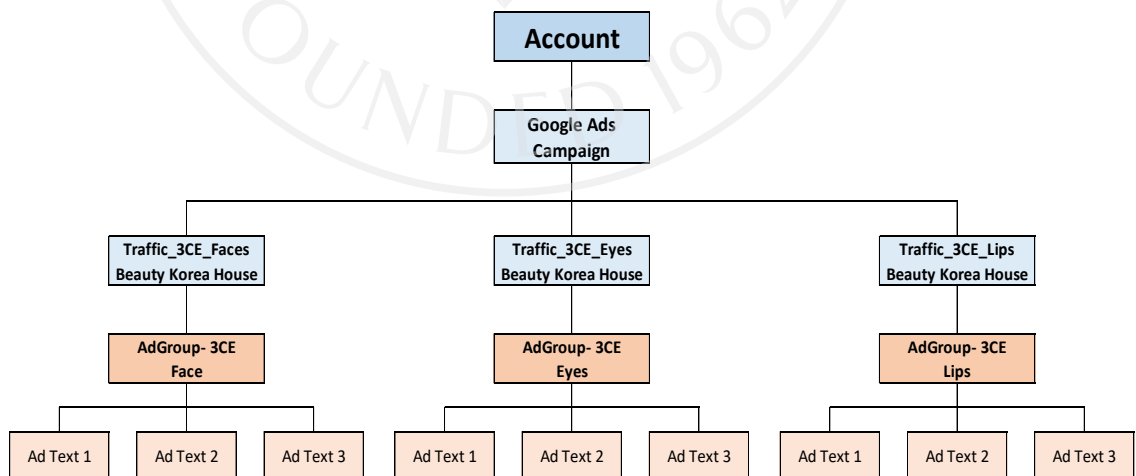 Account
Google Ads
Campaign
Traffic_3CE_Faces
Beauty Korea House
Traffic_3CE_Eyes
Beauty Korea House
Traffic_3CE_Lips
Beauty Korea House
AdGroup- 3CE
Face
AdGroup- 3CE
Eyes
AdGroup- 3CE
Lips
Ad Text 1
Ad Text 2
Ad Text 3
Ad Text 1
Ad Text 2
Ad Text 3
Ad Text 1
Ad Text 2
Ad Text 3
OUNDED 196